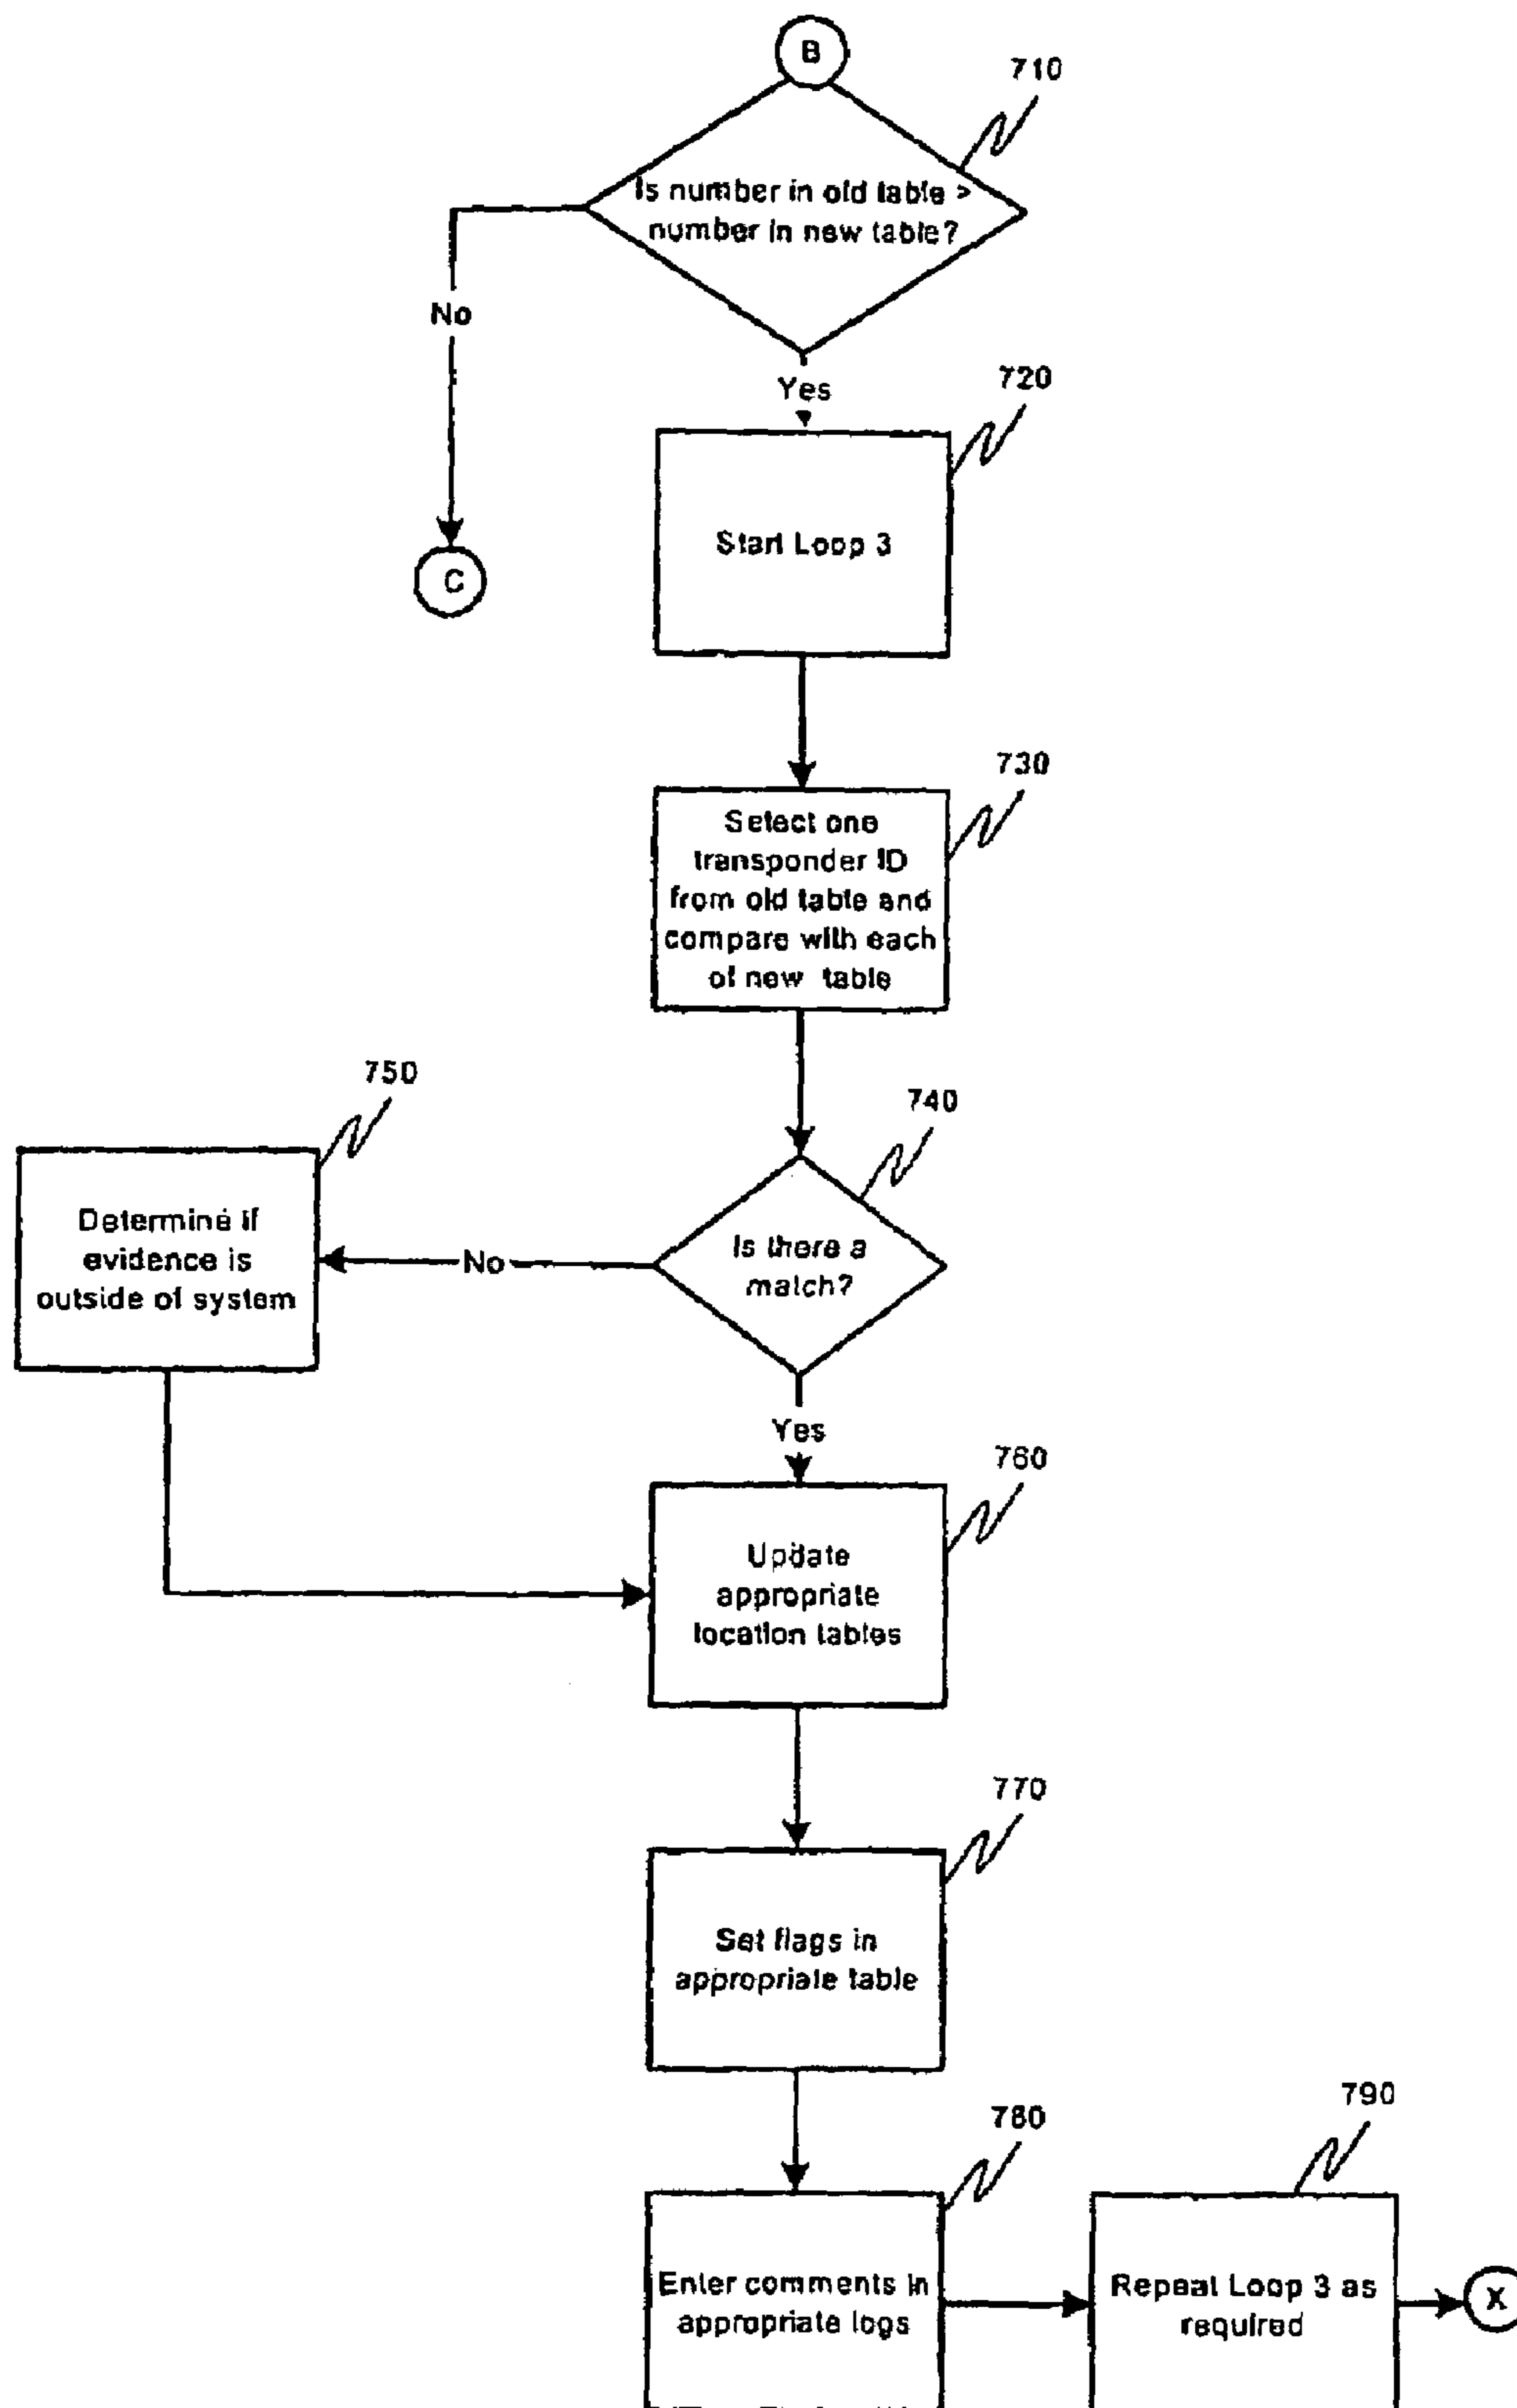 B
710
Is number in old table >
number in new table?
No
Yes
720
C
Start Loop 3
730
Select one
transponder ID
from old table and
compare with each
of new table
750
740
Determine if
evidence is
outside of system
No
Is there a
match?
Yes
760
Update
appropriate
location tables
770
Set flags in
appropriate table
780
790
Enter comments in
appropriate logs
Repeat Loop 3 as
required
X